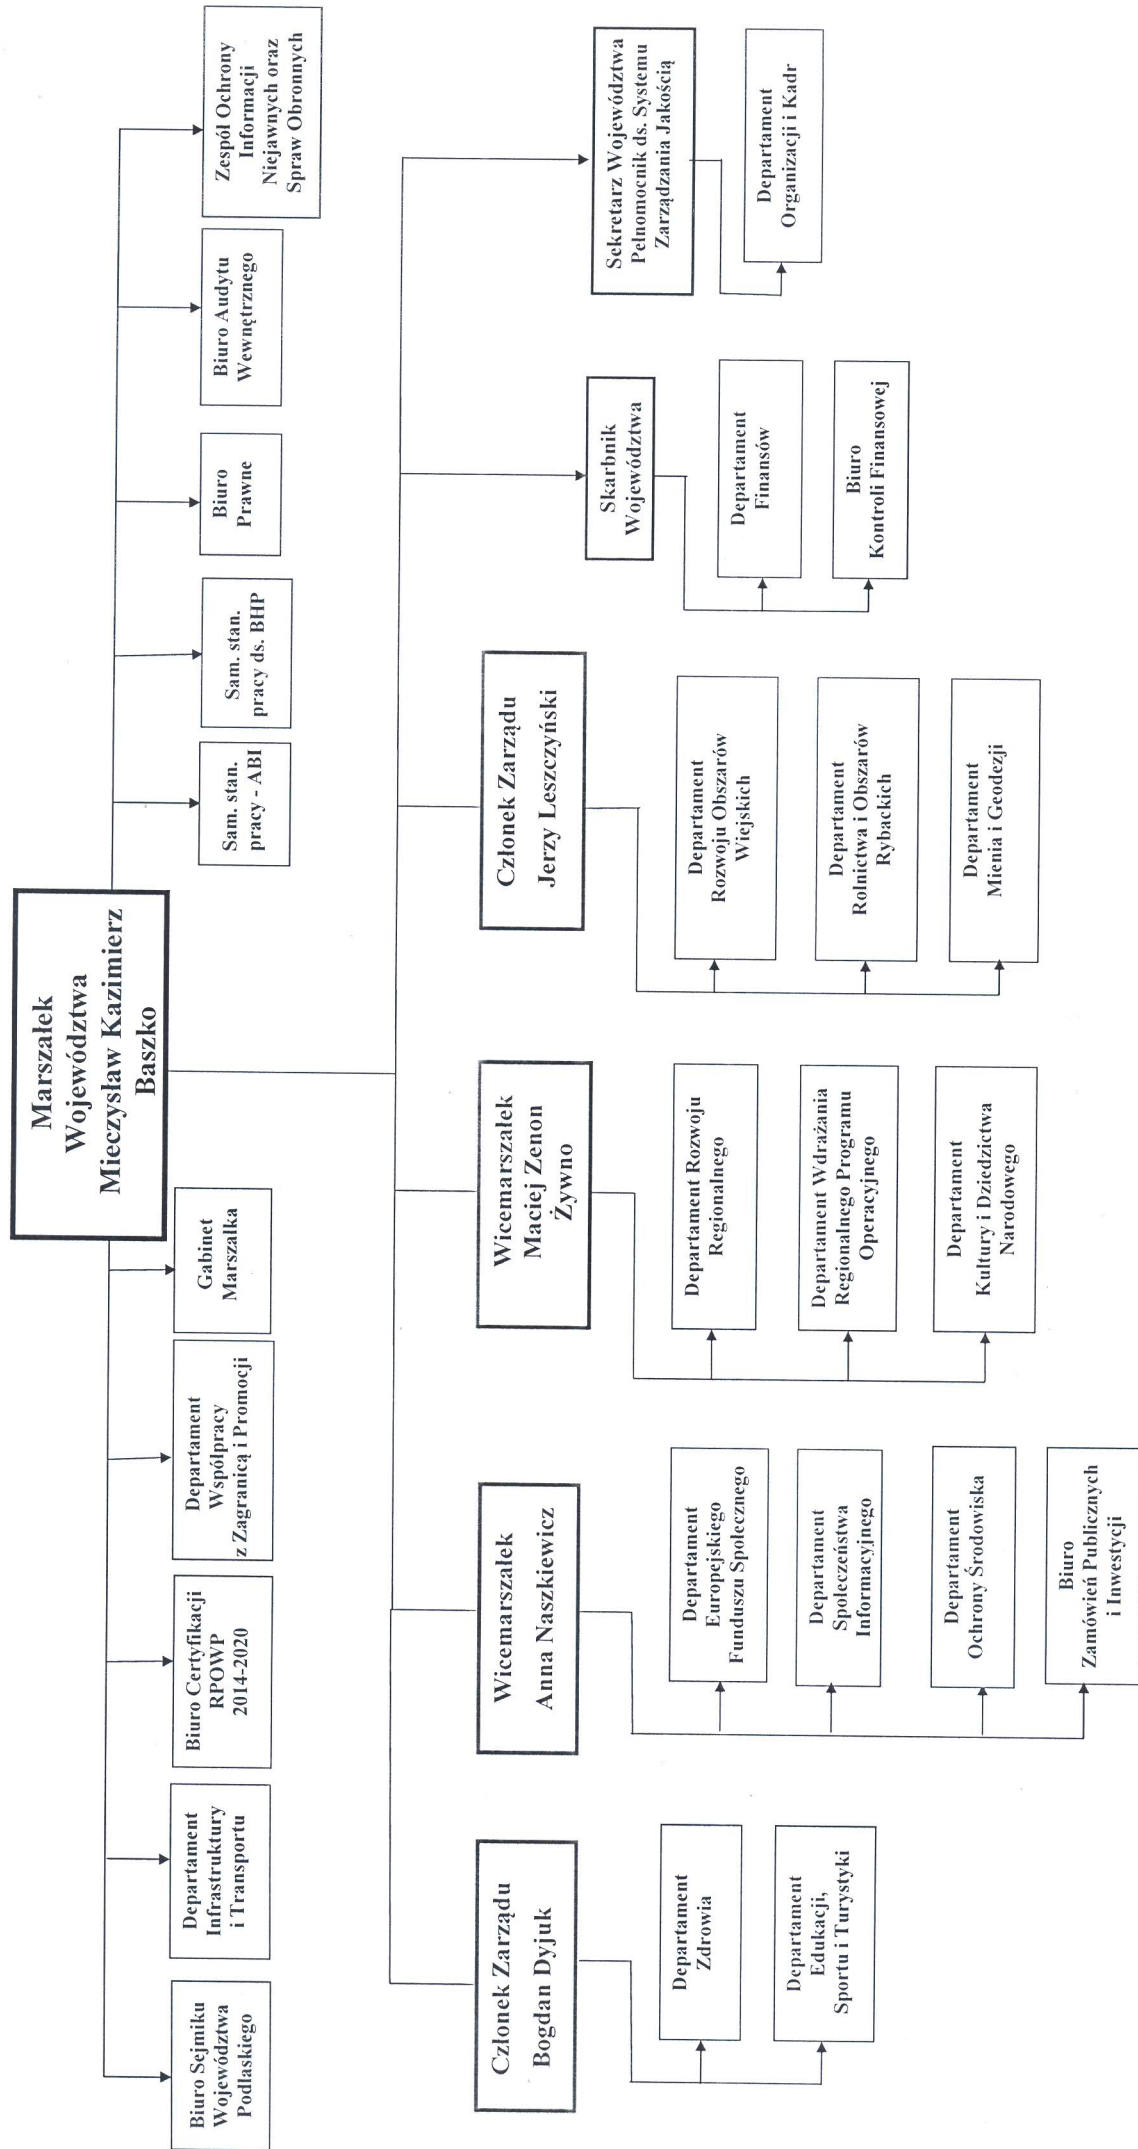 Marszałek
Województwa
Mieczysław Kazimierz
Baszko
Biuro Sejmiku
Województwa
Podlaskiego
Departament
Infrastruktury
i Transportu
Biuro Certyfikacji
RPOWP
2014-2020
Departament
Współpracy
z Zagranicą i Promocji
Gabinet
Marszałka
Sam. stan.
pracy - ABI
Sam. stan.
pracy ds. BHP
Biuro
Prawne
Biuro Audytu
Wewnętrznego
Zespół Ochrony
Informacji
Niejawnych oraz
Spraw Obronnych
Członek Zarządu
Bogdan Dyjuk
Departament
Zdrowia
Departament
Edukacji,
Sportu i Turystyki
Wicemarszałek
Anna Naszkiewicz
Departament
Europejskiego
Funduszu Społecznego
Departament
Społeczeństwa
Informacyjnego
Departament
Ochrony Środowiska
Biuro
Zamówień Publicznych
i Inwestycji
Wicemarszałek
Maciej Zenon
Żywno
Departament Rozwoju
Regionalnego
Departament Wdrażania
Regionalnego Programu
Operacyjnego
Departament
Kultury i Dziedzictwa
Narodowego
Członek Zarządu
Jerzy Leszczyński
Departament
Rozwoju Obszarów
Wiejskich
Departament
Rolnictwa i Obszarów
Rybackich
Departament
Mienia i Geodezji
Skarbnik
Województwa
Departament
Finansów
Biuro
Kontroli Finansowej
Sekretarz Województwa
Pełnomocnik ds. Systemu
Zarządzania Jakością
Departament
Organizacji i Kadr